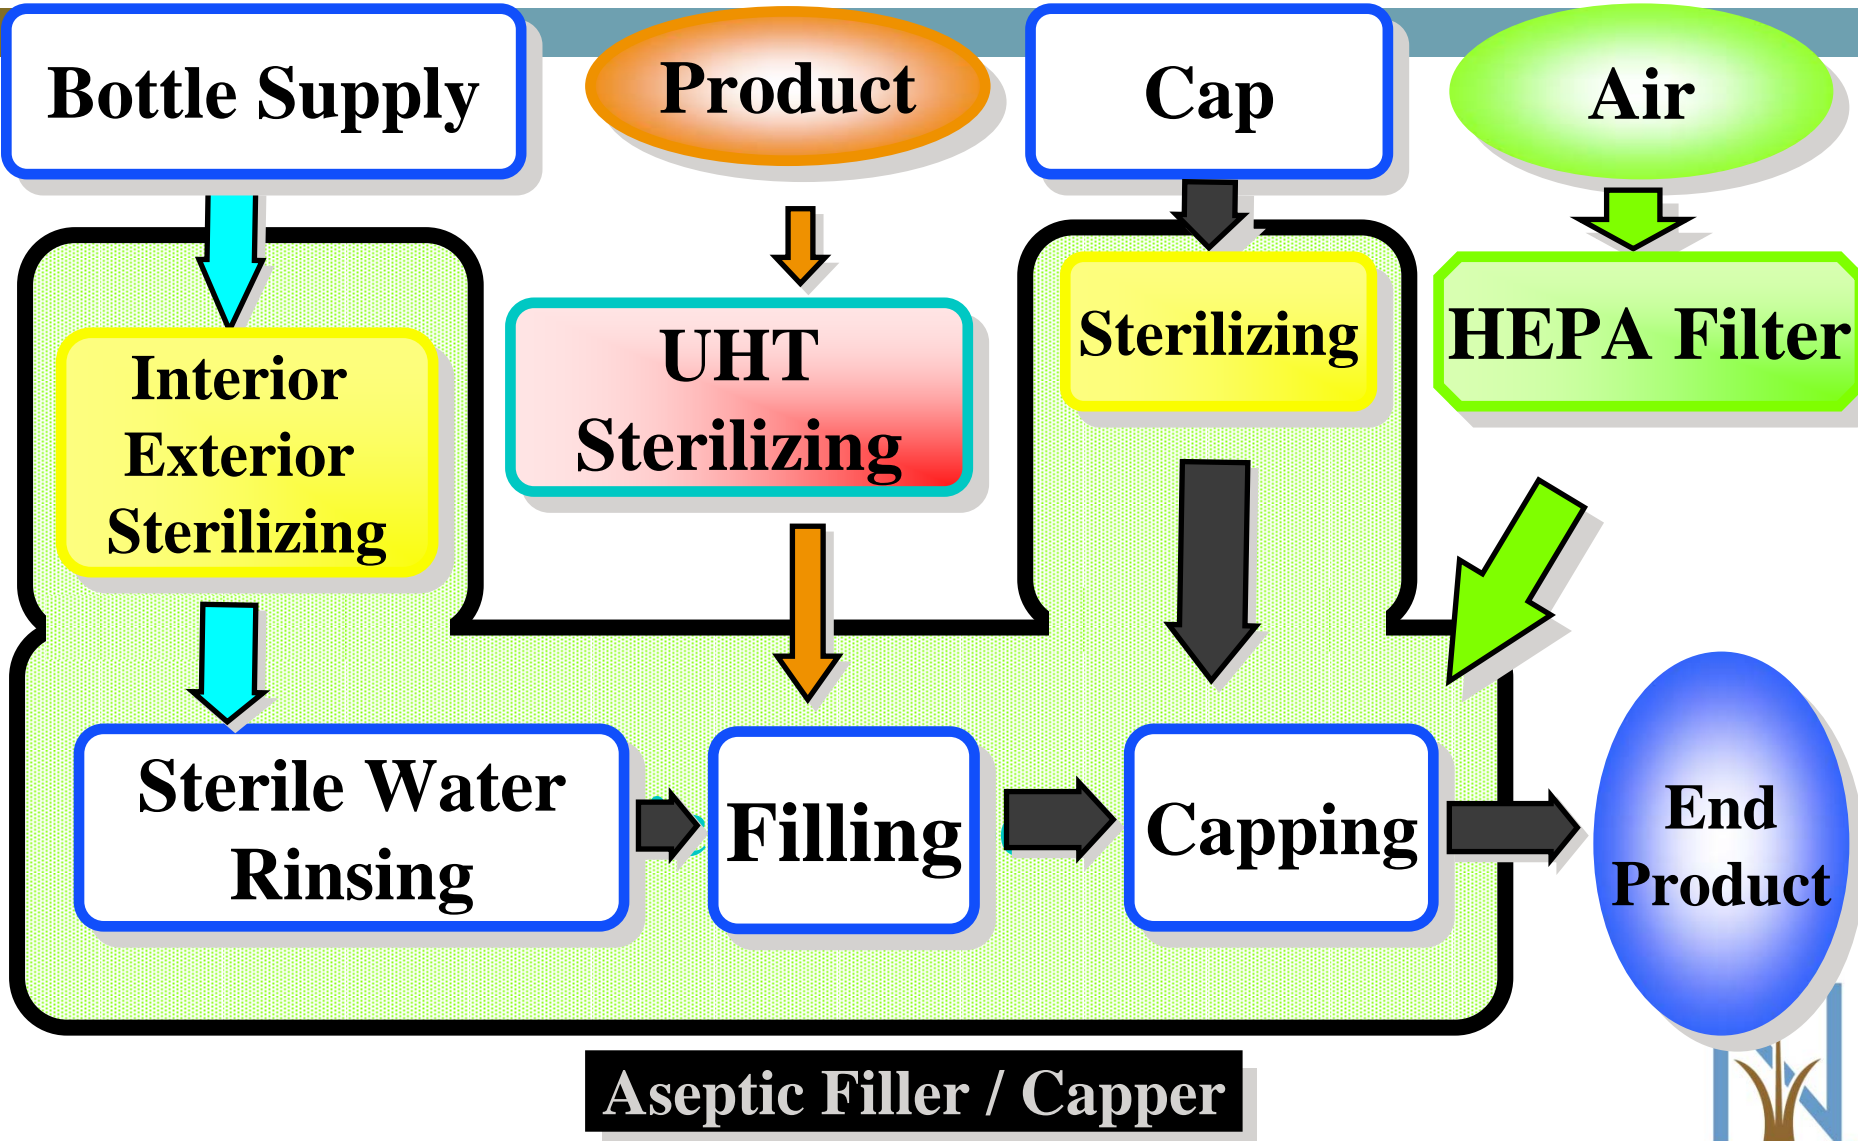 Bottle Supply
Product
Cap
Air
Interior
Exterior
Sterilizing
UHT
Sterilizing
Sterilizing
HEPA Filter
Sterile Water
Rinsing
Filling
Capping
End
Product
Aseptic Filler / Capper